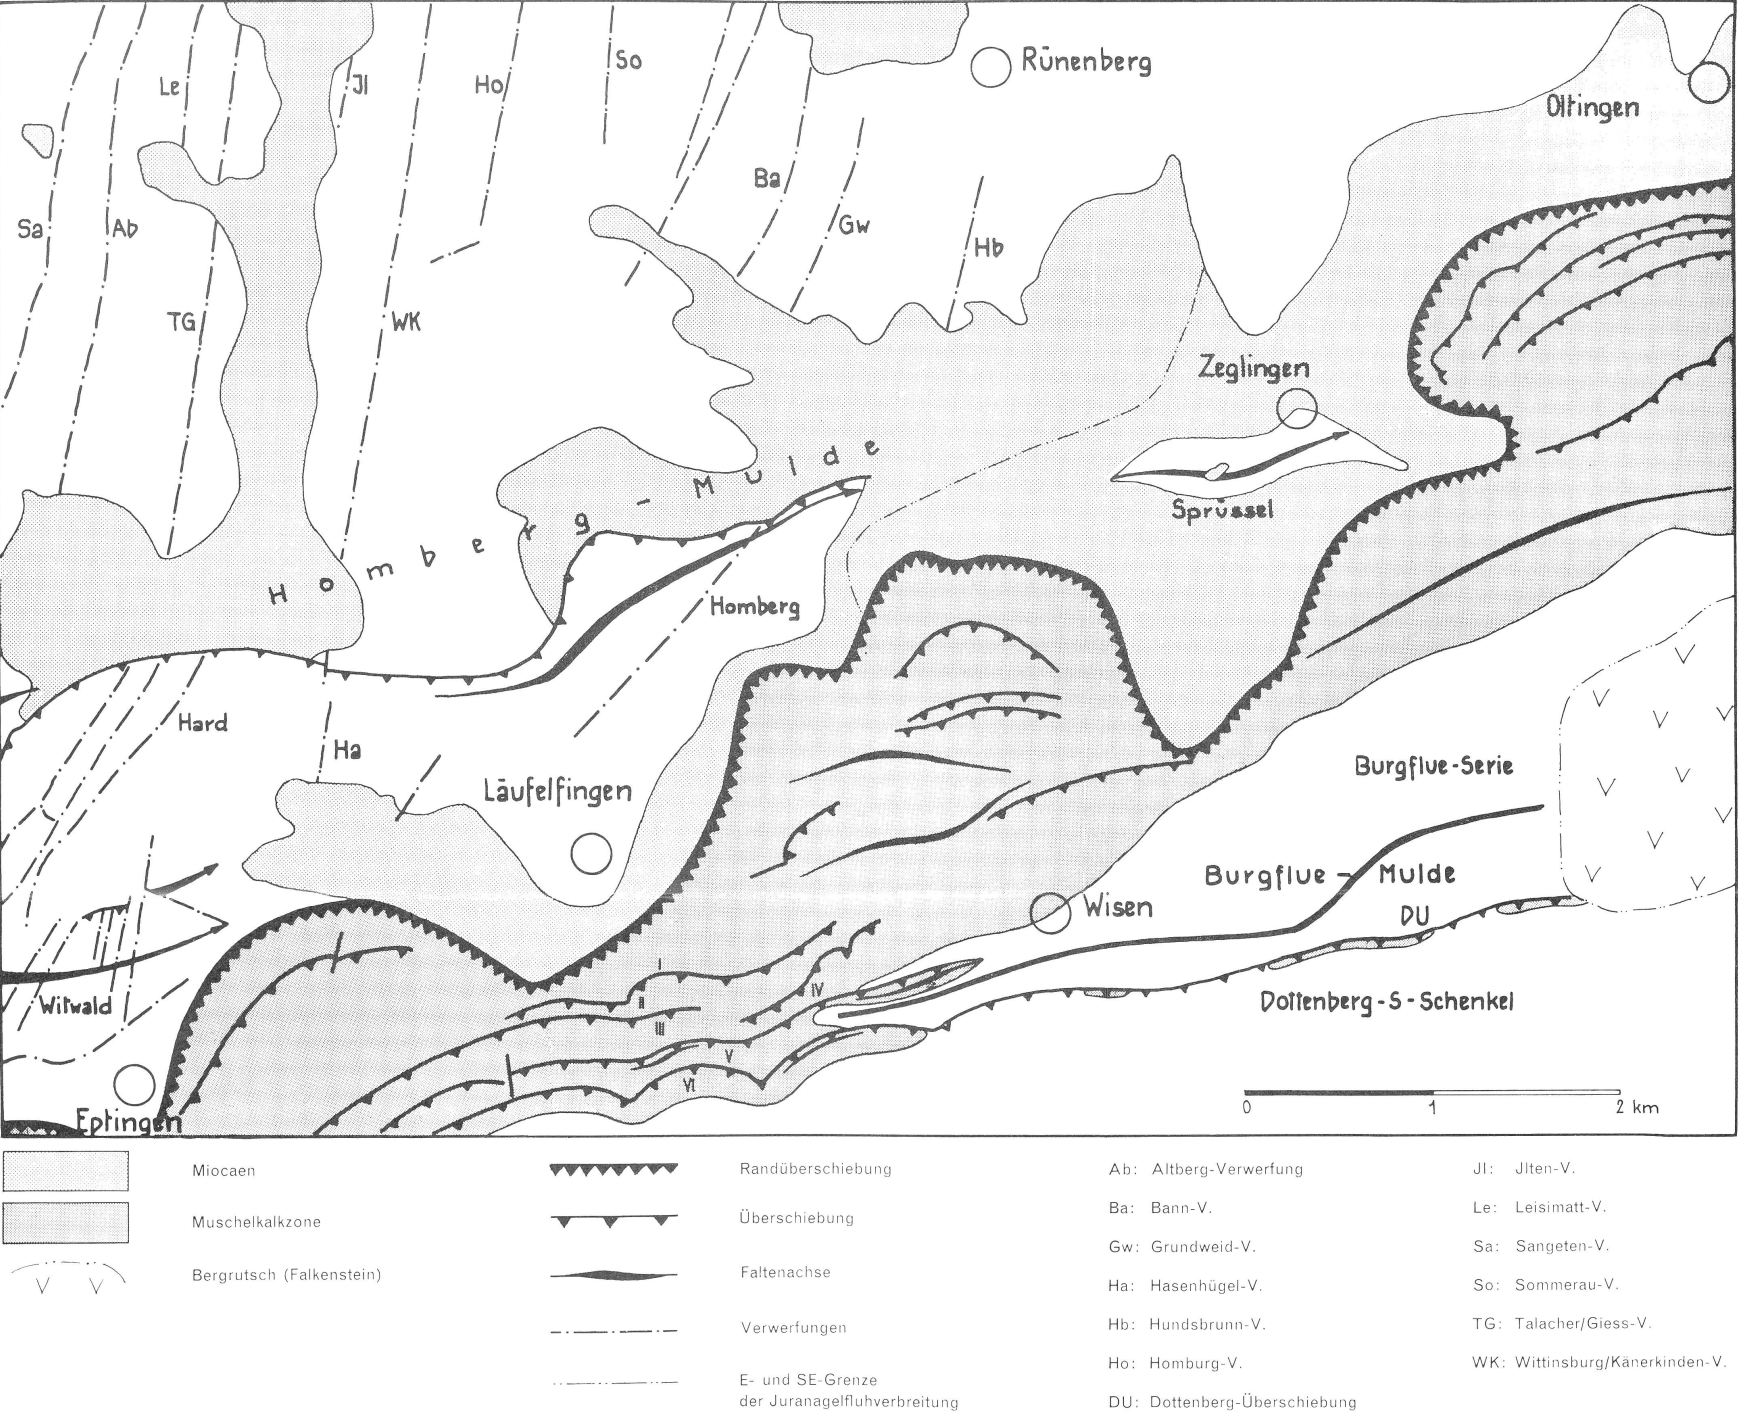 So
Rünenberg
Le
Jl
Ho
Oltingen
Ba
Sa
Ab
Gw
Hb
TG
WK
Zeglingen
Homberg - Mulde
Sprüssel
Homberg
Hard
Ha
Läufelfingen
Burgflue-Serie
Burgflue - Mulde
Wisen
DU
I
II
III
IV
V
VI
Witwald
Dottenberg-S-Schenkel
Eptingen
0 1 2 km
Miocaen
Muschelkalkzone
Bergrutsch (Falkenstein)
Randüberschiebung
Überschiebung
Faltenachse
Verwerfungen
E- und SE-Grenze
der Juranagelfluhverbreitung
Ab: Altberg-Verwerfung
Ba: Bann-V.
Gw: Grundweid-V.
Ha: Hasenhügel-V.
Hb: Hundsbrunn-V.
Ho: Homburg-V.
DU: Dottenberg-Überschiebung
Jl: Jlten-V.
Le: Leisimatt-V.
Sa: Sangeten-V.
So: Sommerau-V.
TG: Talacher/Giess-V.
WK: Wittinsburg/Känerkinden-V.